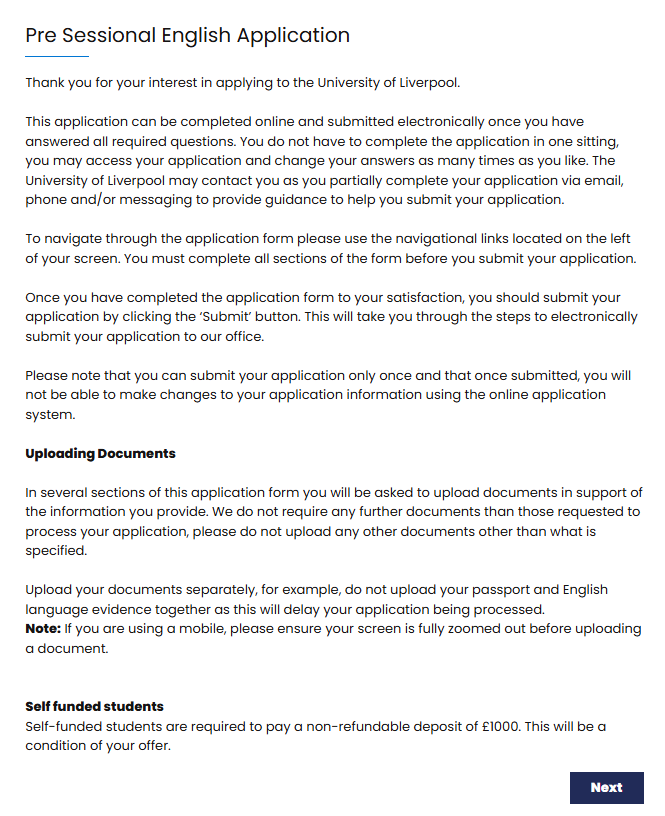 Pre Sessional English Application
Thank you for your interest in applying to the University of Liverpool.
This application can be completed online and submitted electronically once you have
answered all required questions. You do not have to complete the application in one sitting,
you may access your application and change your answers as many times as you like. The
University of Liverpool may contact you as you partially complete your application via email,
phone and/or messaging to provide guidance to help you submit your application.
To navigate through the application form please use the navigational links located on the left
of your screen. You must complete all sections of the form before you submit your application.
Once you have completed the application form to your satisfaction, you should submit your
application by clicking the ‘Submit’ button. This will take you through the steps to electronically
submit your application to our office.
Please note that you can submit your application only once and that once submitted, you will
not be able to make changes to your application information using the online application
system.
Uploading Documents
In several sections of this application form you will be asked to upload documents in support of
the information you provide. We do not require any further documents than those requested to
process your application, please do not upload any other documents other than what is
specified.
Upload your documents separately, for example, do not upload your passport and English
language evidence together as this will delay your application being processed.
Note: If you are using a mobile, please ensure your screen is fully zoomed out before uploading
a document.
Self funded students
Self-funded students are required to pay a non-refundable deposit of £1000. This will be a
condition of your offer.
Next